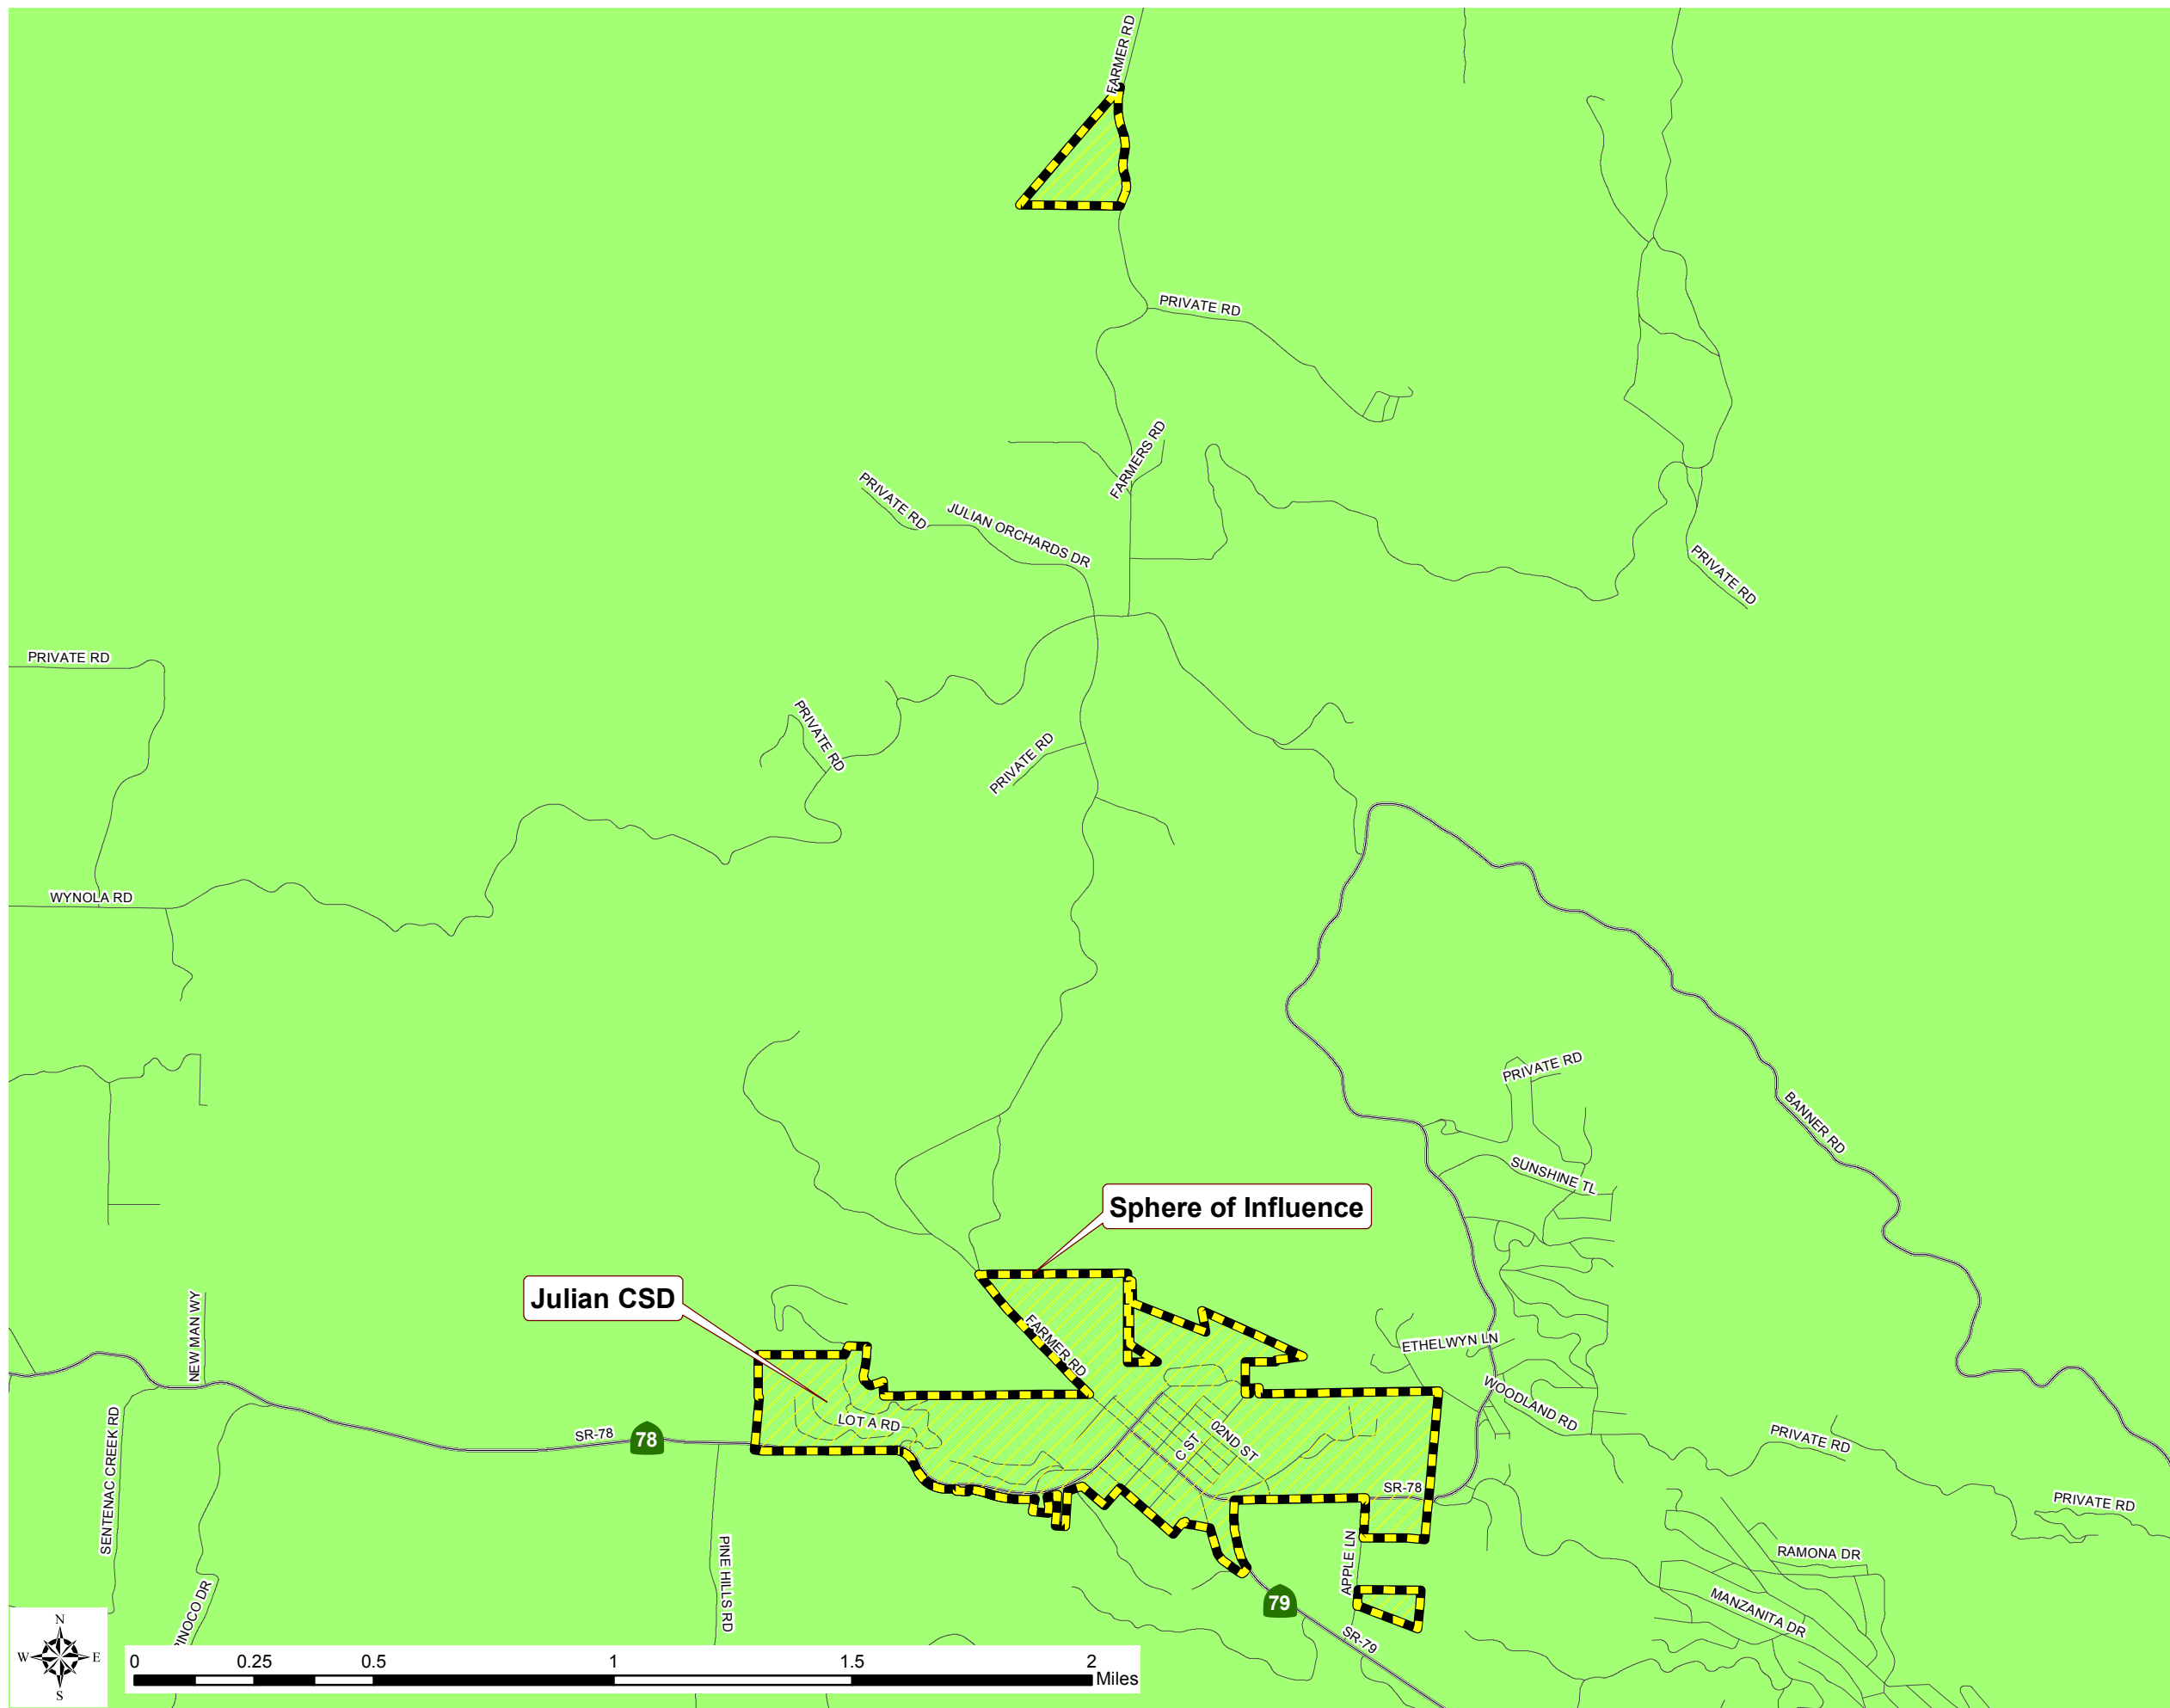 FARMER RD
PRIVATE RD
FARMERS RD
PRIVATE RD
JULIAN ORCHARDS DR
PRIVATE RD
PRIVATE RD
PRIVATE RD
PRIVATE RD
WYNOLA RD
PRIVATE RD
BANNER RD
SUNSHINE TL
Sphere of Influence
Julian CSD
NEW MAN WY
FARMER RD
ETHELWYN LN
WOODLAND RD
LOT A RD
SR-78
78
C ST
02ND ST
SENTENAC CREEK RD
PRIVATE RD
SR-78
PRIVATE RD
APPLE LN
RAMONA DR
PINE HILLS RD
79
MANZANITA DR
PINOCO DR
SR-79
N
W E
S
0 0.25 0.5 1 1.5 2
Miles